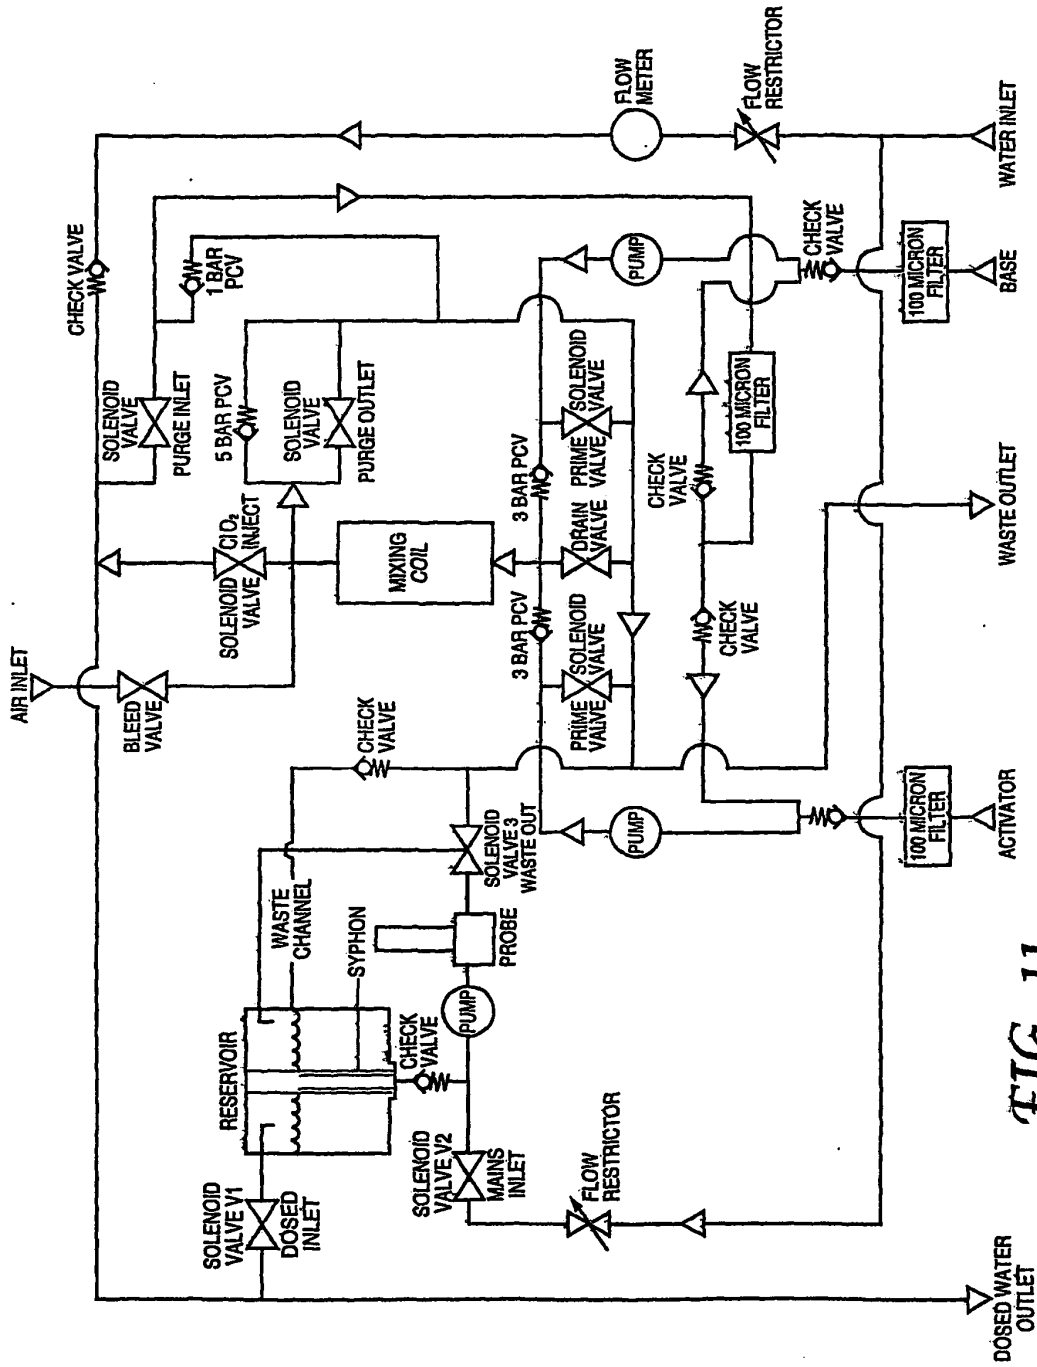 AIR INLET
BLEED
VALVE
SOLENOID
VALVE
ClO2
INJECT
MIXING
COIL
CHECK VALVE
SOLENOID
VALVE
PURGE INLET
1 BAR
PCV
5 BAR PCV
SOLENOID
VALVE
PURGE OUTLET
FLOW
METER
FLOW
RESTRICTOR
WATER INLET
PUMP
CHECK
VALVE
100 MICRON
FILTER
BASE
3 BAR PCV
PRIME
VALVE
SOLENOID
VALVE
DRAIN
VALVE
3 BAR PCV
PRIME
VALVE
SOLENOID
VALVE
CHECK
VALVE
100 MICRON
FILTER
CHECK
VALVE
WASTE OUTLET
CHECK
VALVE
WASTE
CHANNEL
SYPHON
RESERVOIR
CHECK
VALVE
PUMP
PROBE
SOLENOID
VALVE 3
WASTE OUT
PUMP
100 MICRON
FILTER
ACTIVATOR
SOLENOID
VALVE V1
DOSED
INLET
SOLENOID
VALVE V2
MAINS
INLET
FLOW
RESTRICTOR
DOSED WATER
OUTLET
FIG. 11